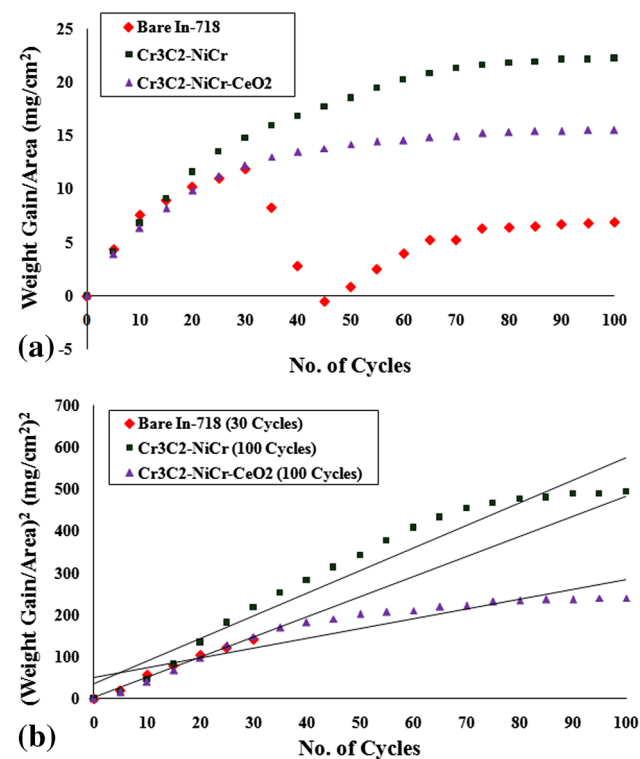 (a)
Weight Gain/Area (mg/cm²)
25
20
15
10
5
0
-5
Bare In-718
Cr3C2-NiCr
Cr3C2-NiCr-CeO2
0 10 20 30 40 50 60 70 80 90 100
No. of Cycles
(b)
(Weight Gain/Area)² (mg/cm²)²
700
600
500
400
300
200
100
0
Bare In-718 (30 Cycles)
Cr3C2-NiCr (100 Cycles)
Cr3C2-NiCr-CeO2 (100 Cycles)
0 10 20 30 40 50 60 70 80 90 100
No. of Cycles